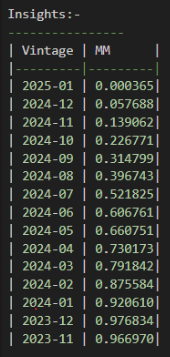 Insights:-
----------------
| Vintage | MM       |
|---------|----------|
| 2025-01 | 0.000365|
| 2024-12 | 0.057688|
| 2024-11 | 0.139062|
| 2024-10 | 0.226771|
| 2024-09 | 0.314799|
| 2024-08 | 0.396743|
| 2024-07 | 0.521825|
| 2024-06 | 0.606761|
| 2024-05 | 0.660751|
| 2024-04 | 0.730173|
| 2024-03 | 0.791842|
| 2024-02 | 0.875584|
| 2024-01 | 0.920610|
| 2023-12 | 0.976834|
| 2023-11 | 0.966970|